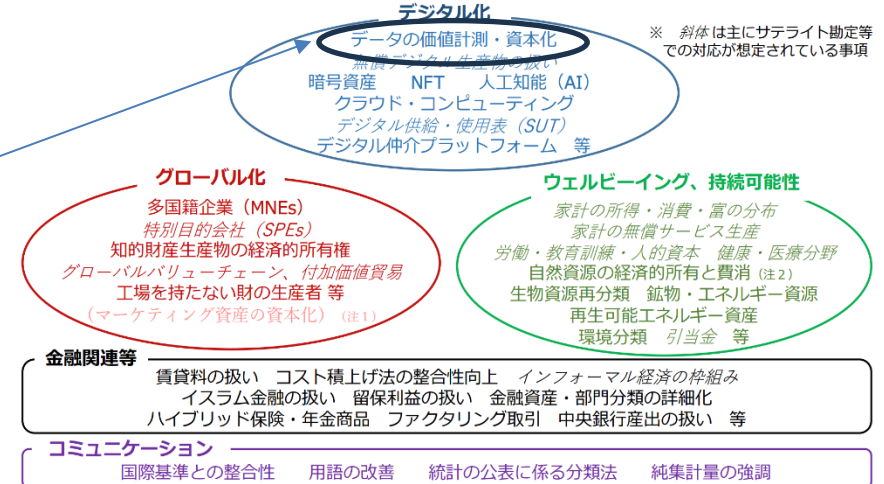 デジタル化
データの価値計測・資本化
無償デジタル生産物の扱い
暗号資産 NFT 人工知能（AI）
クラウド・コンピューティング
デジタル供給・使用表（SUT）
デジタル仲介プラットフォーム 等
※ 斜体は主にサテライト勘定等
での対応が想定されている事項
グローバル化
多国籍企業（MNEs）
特別目的会社（SPEs）
知的財産生産物の経済的所有権
グローバルバリューチェーン、付加価値貿易
工場を持たない財の生産者 等
（マーケティング資産の資本化）（注１）
ウェルビーイング、持続可能性
家計の所得・消費・富の分布
家計の無償サービス生産
労働・教育訓練・人的資本 健康・医療分野
自然資源の経済的所有と費消（注２）
生物資源再分類 鉱物・エネルギー資源
再生可能エネルギー資産
環境分類 引当金 等
金融関連等
賃貸料の扱い コスト積上げ法の整合性向上 インフォーマル経済の枠組み
イスラム金融の扱い 留保利益の扱い 金融資産・部門分類の詳細化
ハイブリッド保険・年金商品 ファクタリング取引 中央銀行産出の扱い 等
コミュニケーション
国際基準との整合性 用語の改善 統計の公表に係る分類法 純集計量の強調